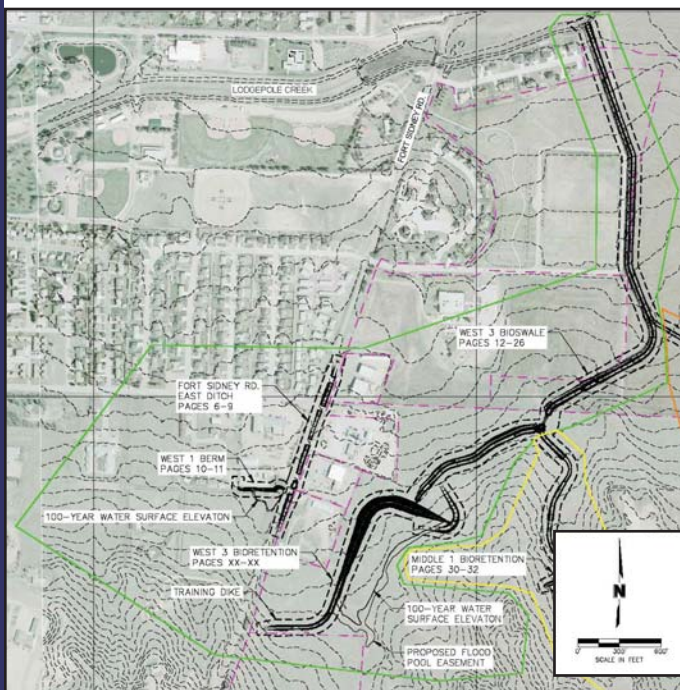 LODGEPOLE CREEK
FORT SIDNEY RD.
WEST 3 BIOSWALE
PAGES 12-26
FORT SIDNEY RD.
EAST DITCH
PAGES 6-9
WEST 1 BERM
PAGES 10-11
100-YEAR WATER SURFACE ELEVATON
WEST 3 BIORETENTION
PAGES XX-XX
MIDDLE 1 BIORETENTION
PAGES 30-32
TRAINING DIKE
100-YEAR WATER
SURFACE ELEVATON
PROPOSED FLOOD
POOL EASEMENT
N
0' 300' 600'
SCALE IN FEET